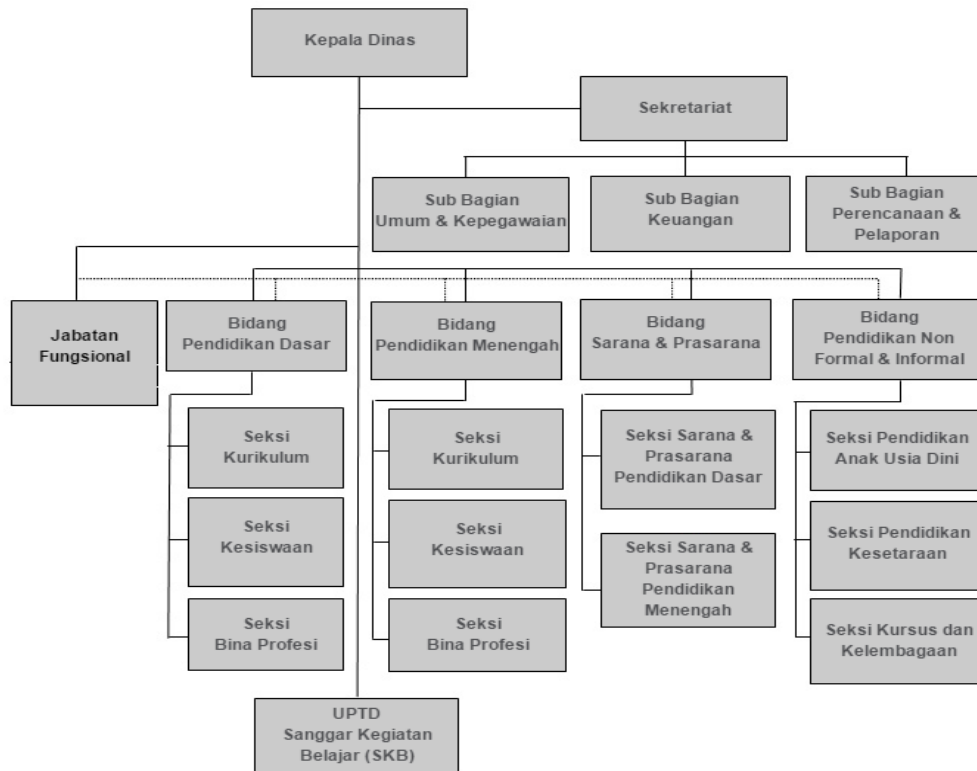 Kepala Dinas
Sekretariat
Sub Bagian
Umum & Kepegawaian
Sub Bagian
Keuangan
Sub Bagian
Perencanaan &
Pelaporan
Jabatan
Fungsional
Bidang
Pendidikan Dasar
Bidang
Pendidikan Menengah
Bidang
Sarana & Prasarana
Bidang
Pendidikan Non
Formal & Informal
Seksi
Kurikulum
Seksi
Kesiswaan
Seksi
Bina Profesi
Seksi
Kurikulum
Seksi
Kesiswaan
Seksi
Bina Profesi
Seksi Sarana &
Prasarana
Pendidikan Dasar
Seksi Sarana &
Prasarana
Pendidikan
Menengah
Seksi Pendidikan
Anak Usia Dini
Seksi Pendidikan
Kesetaraan
Seksi Kursus dan
Kelembagaan
UPTD
Sanggar Kegiatan
Belajar (SKB)